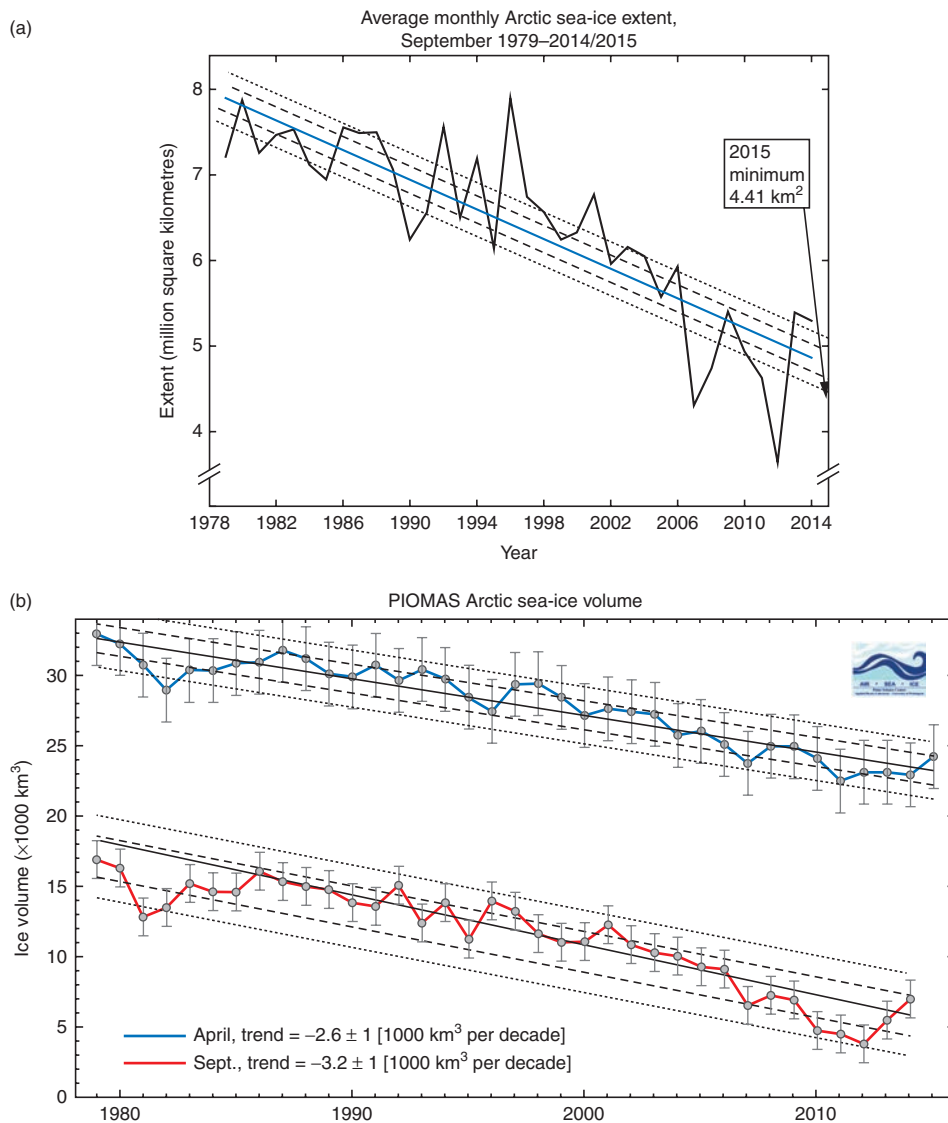 (a)
Average monthly Arctic sea-ice extent,
September 1979–2014/2015
Extent (million square kilometres)
8
7
6
5
4
2015
minimum
4.41 km²
1978 1982 1986 1990 1994 1998 2002 2006 2010 2014
Year
(b)
PIOMAS Arctic sea-ice volume
Ice volume (×1000 km³)
30
25
20
15
10
5
0
AIR • SEA • ICE
April, trend = −2.6 ± 1 [1000 km³ per decade]
Sept., trend = −3.2 ± 1 [1000 km³ per decade]
1980 1990 2000 2010